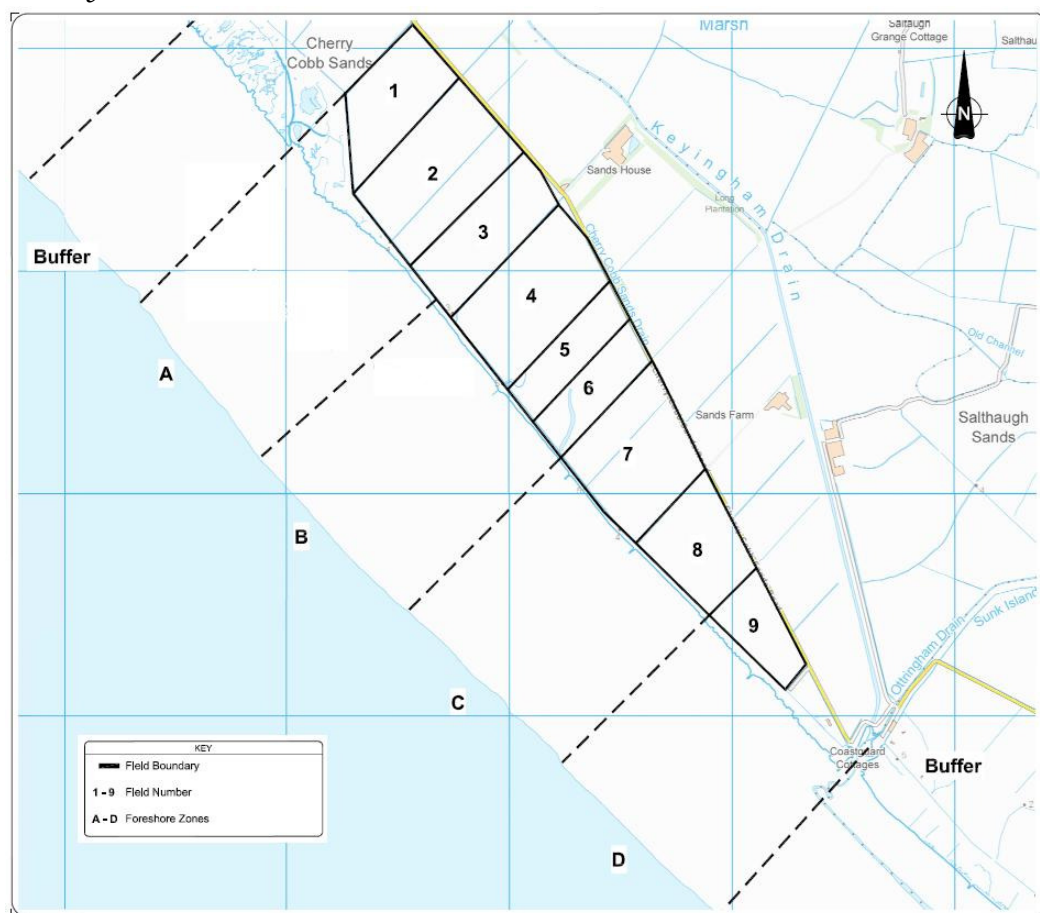 Marsh
Saltaugh
Grange Cottage
Salthau
Cherry
Cobb Sands
N
1
Keyingham Drain
Sands House
2
Long
Plantation
3
Cherry Cobb Sands Drain
Buffer
4
Old Channel
5
A
6
Sands Farm
Salthaugh
Sands
7
4
B
8
Sunk Island
9
Ottringham Drain
C
KEY
Field Boundary
1 - 9 Field Number
A - D Foreshore Zones
Coastguard
Cottages
Buffer
2
D